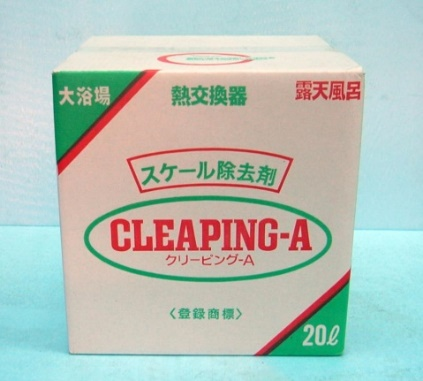 大浴場
熱交換器
露天風呂
スケール除去剤
CLEAPING-A
クリーピング-A
〈登録商標〉
20ℓ